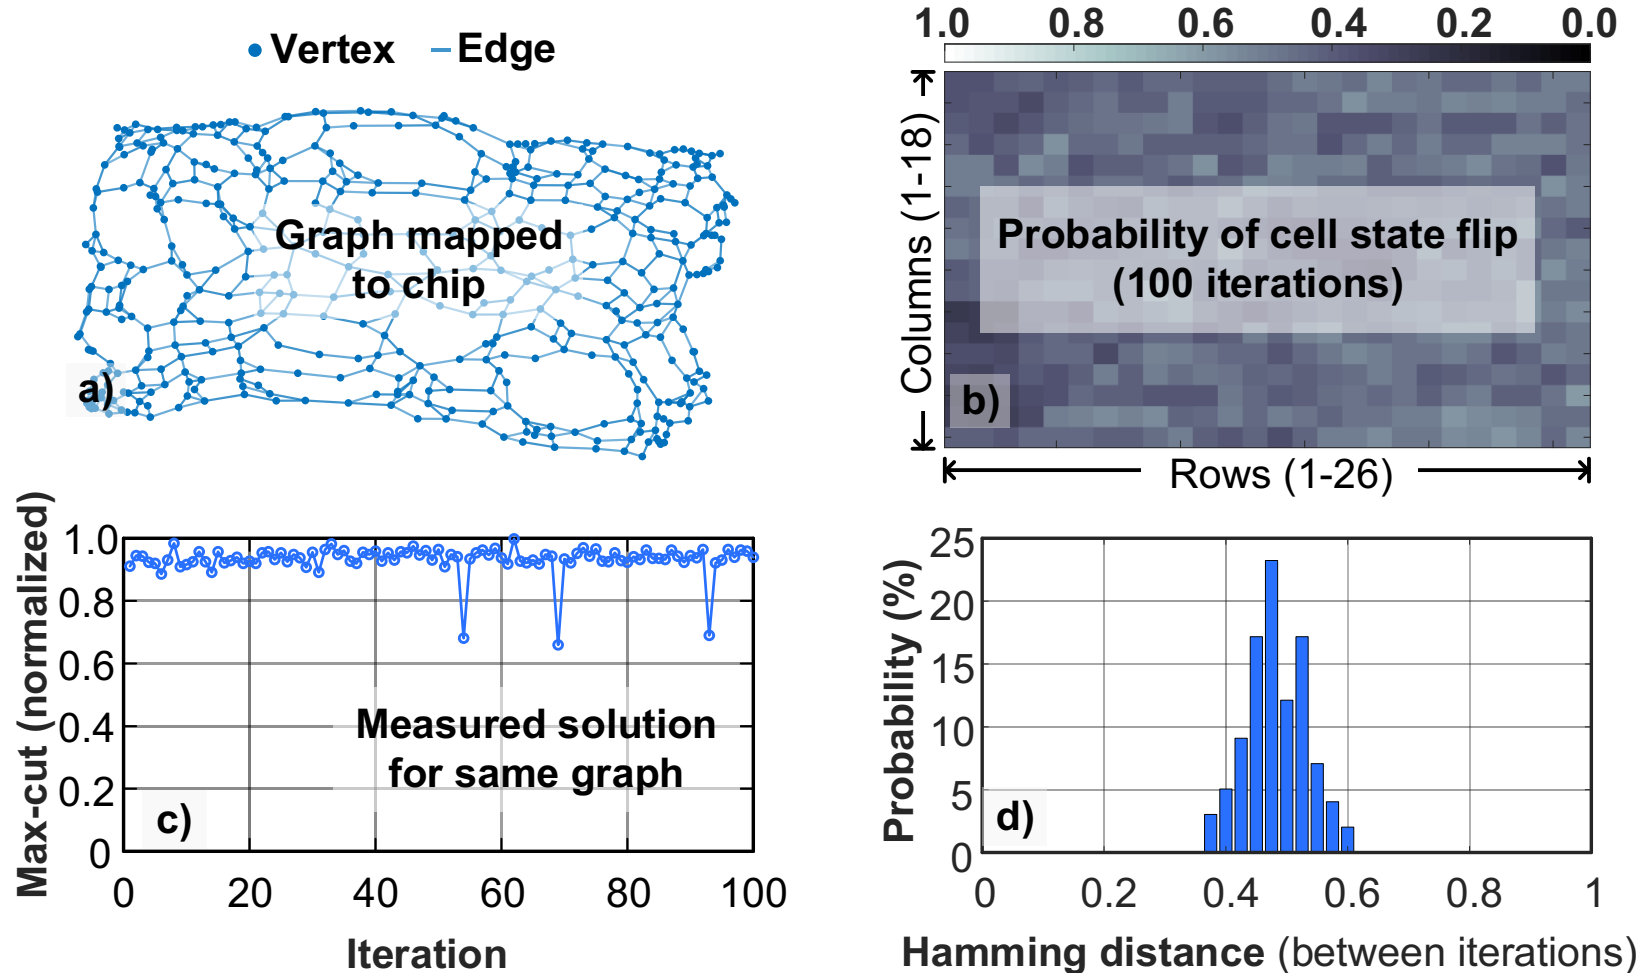 Vertex Edge
Graph mapped
to chip
a)
1.0 0.8 0.6 0.4 0.2 0.0
Columns (1-18)
Probability of cell state flip
(100 iterations)
b)
Rows (1-26)
Max-cut (normalized)
1.0
0.8
0.6
0.4
0.2
0
Measured solution
for same graph
c)
0 20 40 60 80 100
Iteration
Probability (%)
25
20
15
10
5
0
d)
0 0.2 0.4 0.6 0.8 1
Hamming distance (between iterations)